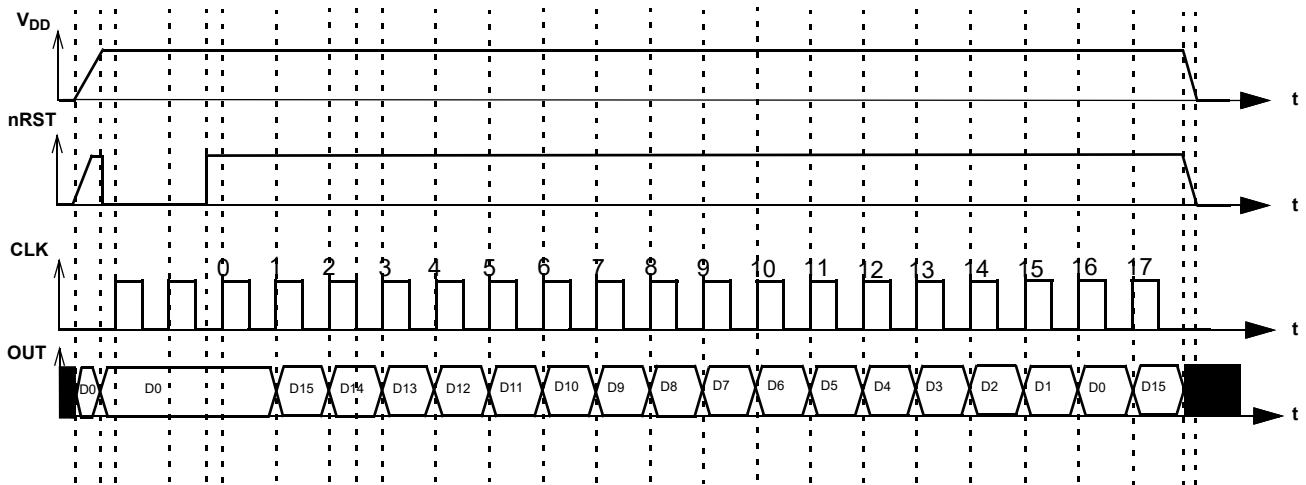 VDD
t
nRST
t
CLK
0 1 2 3 4 5 6 7 8 9 10 11 12 13 14 15 16 17
t
OUT
D0 D0 D15 D14 D13 D12 D11 D10 D9 D8 D7 D6 D5 D4 D3 D2 D1 D0 D15
t